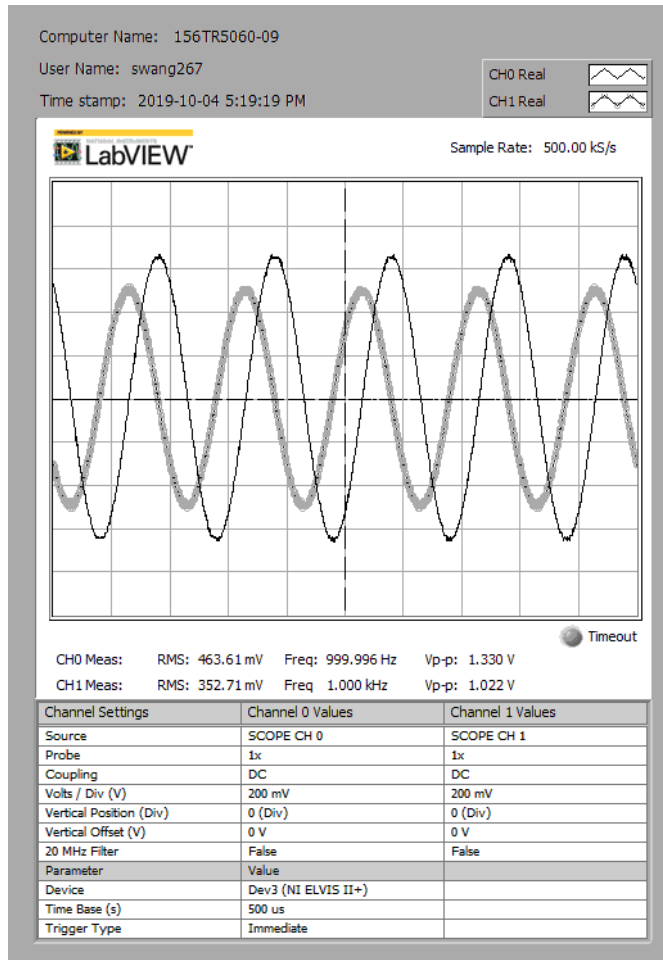 Computer Name: 156TR5060-09
User Name: swang267
Time stamp: 2019-10-04 5:19:19 PM
CH0 Real
CH1 Real
POWERED BY
NATIONAL INSTRUMENTS
LabVIEW™
Sample Rate: 500.00 kS/s
Timeout
CH0 Meas: RMS: 463.61 mV Freq: 999.996 Hz Vp-p: 1.330 V
CH1 Meas: RMS: 352.71 mV Freq 1.000 kHz Vp-p: 1.022 V
Channel Settings Channel 0 Values Channel 1 Values
Source SCOPE CH 0 SCOPE CH 1
Probe 1x 1x
Coupling DC DC
Volts / Div (V) 200 mV 200 mV
Vertical Position (Div) 0 (Div) 0 (Div)
Vertical Offset (V) 0 V 0 V
20 MHz Filter False False
Parameter Value
Device Dev3 (NI ELVIS II+)
Time Base (s) 500 us
Trigger Type Immediate